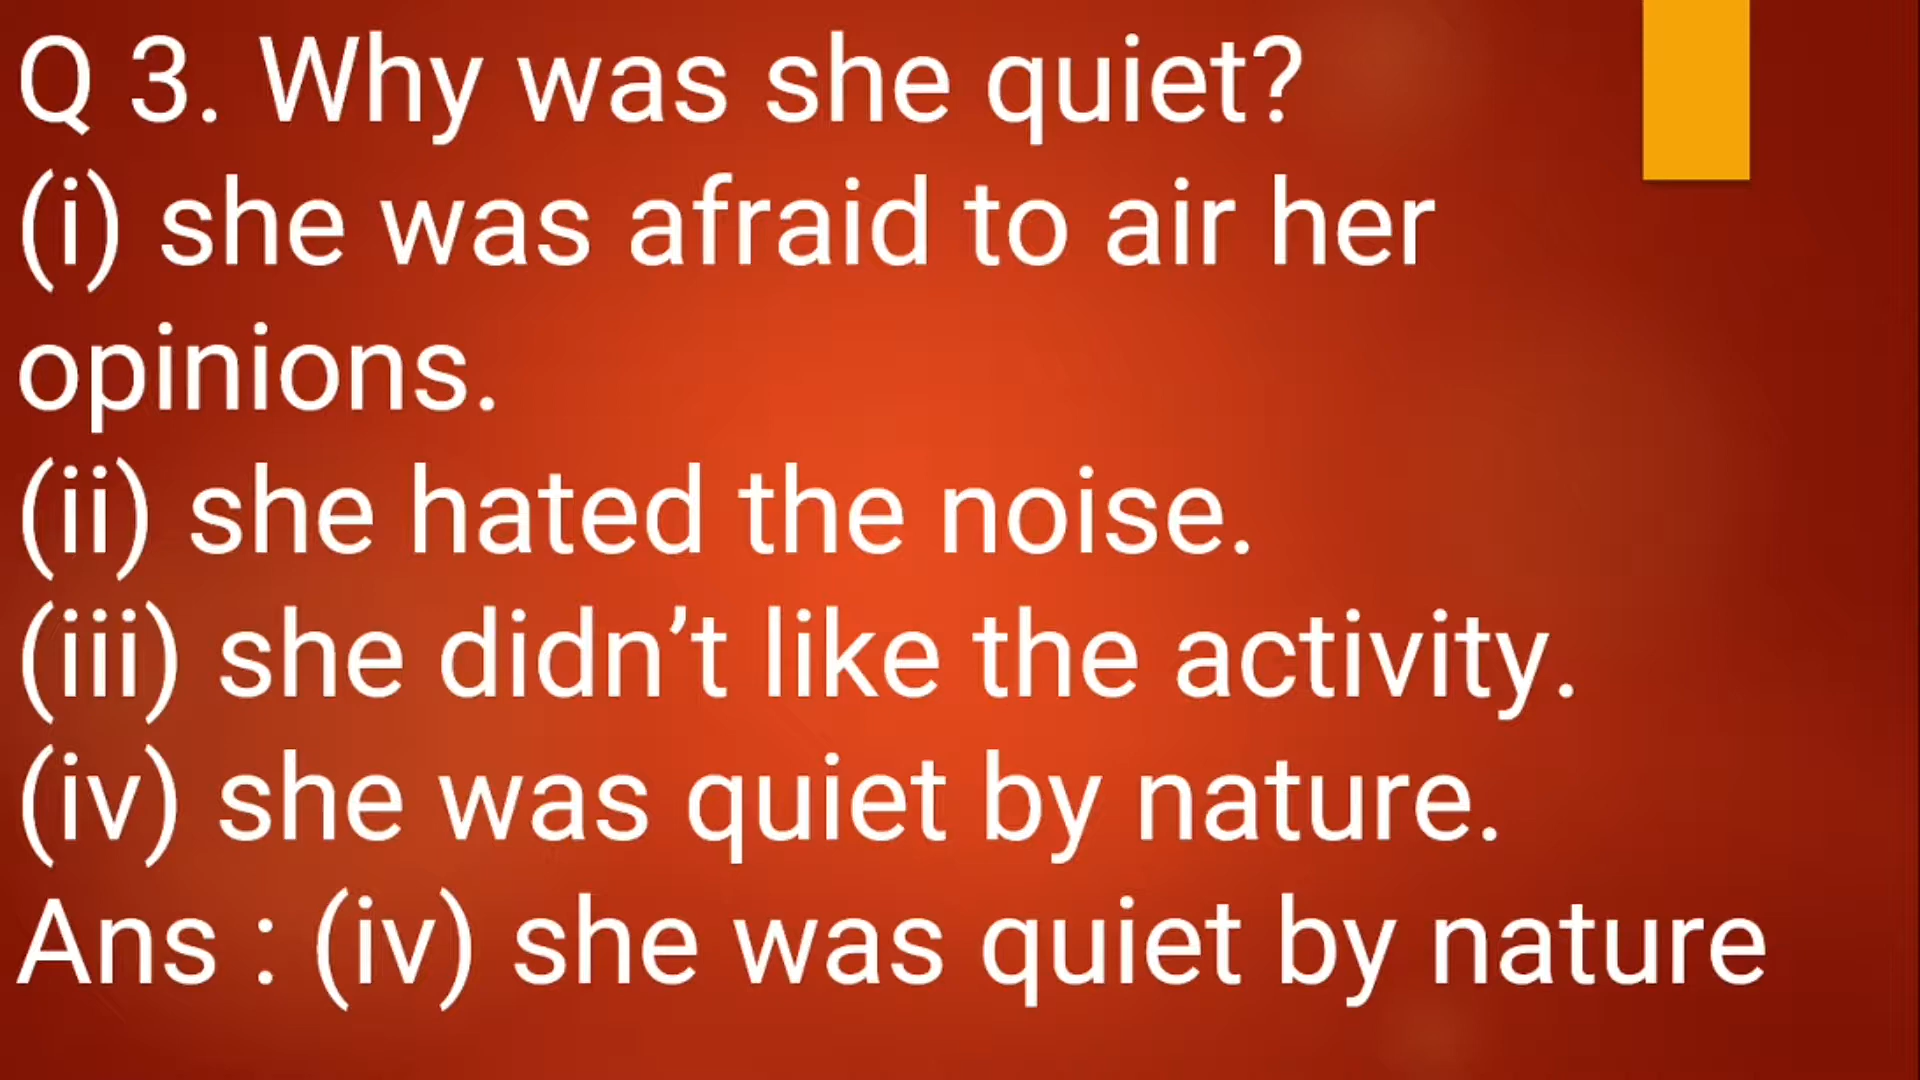 Q 3. Why was she quiet?
(i) she was afraid to air her
opinions.
(ii) she hated the noise.
(iii) she didn’t like the activity.
(iv) she was quiet by nature.
Ans : (iv) she was quiet by nature